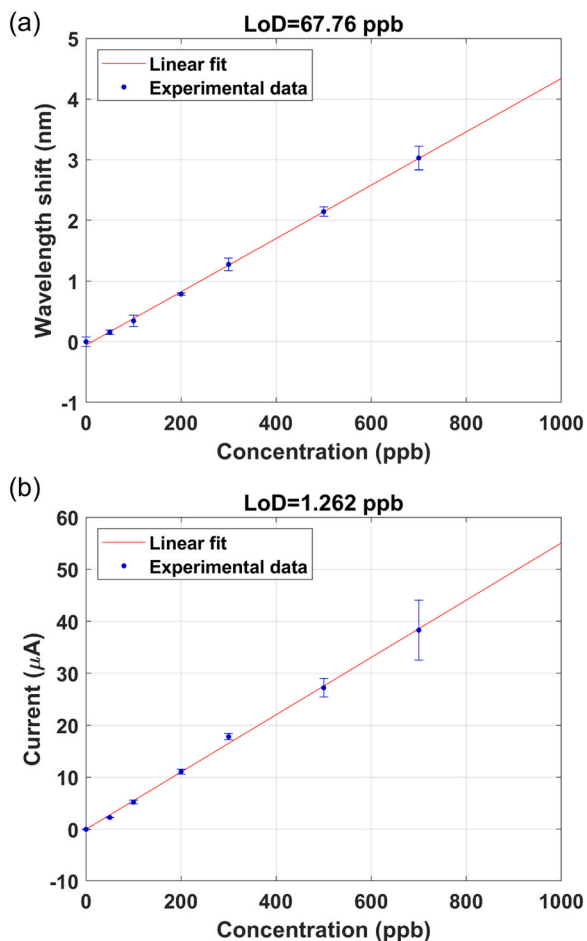 (a)
LoD=67.76 ppb
5
4
3
2
1
0
-1
Wavelength shift (nm)
Linear fit
Experimental data
0 200 400 600 800 1000
Concentration (ppb)
(b)
LoD=1.262 ppb
60
50
40
30
20
10
0
-10
Current (μA)
Linear fit
Experimental data
0 200 400 600 800 1000
Concentration (ppb)